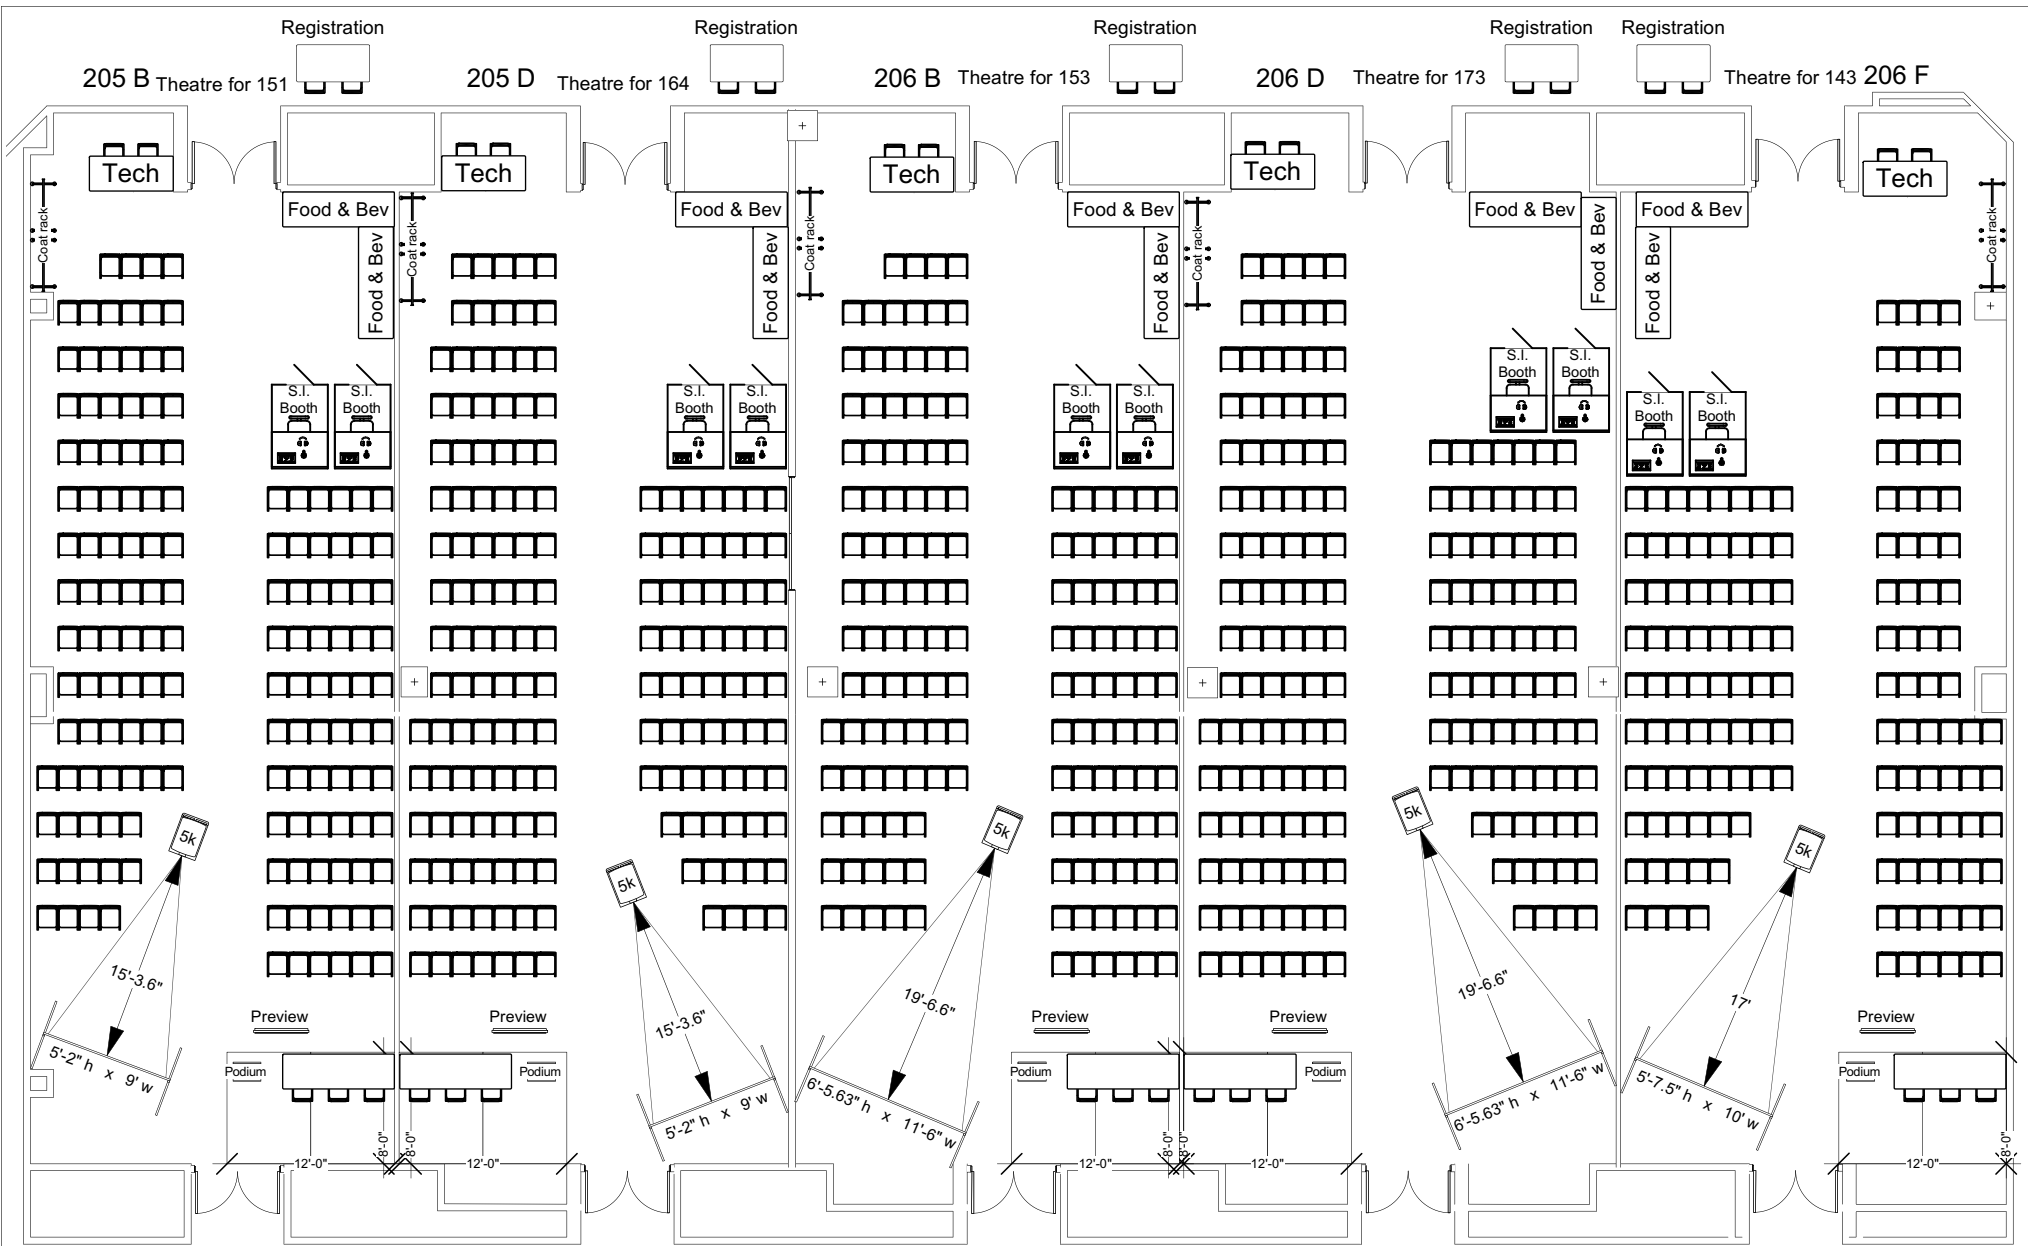 Registration
Registration
Registration
Registration
Registration
205 B
Theatre for 151
205 D
Theatre for 164
206 B
Theatre for 153
206 D
Theatre for 173
Theatre for 143
206 F
Tech
Tech
Tech
Tech
Tech
Coat rack
Food & Bev
Food & Bev
Coat rack
Food & Bev
Food & Bev
Coat rack
Food & Bev
Food & Bev
Coat rack
Food & Bev
Food & Bev
Food & Bev
Food & Bev
Coat rack
S.I.
Booth
S.I.
Booth
S.I.
Booth
S.I.
Booth
S.I.
Booth
S.I.
Booth
S.I.
Booth
S.I.
Booth
S.I.
Booth
S.I.
Booth
5k
5k
5k
5k
5k
15'-3.6"
15'-3.6"
19'-6.6"
19'-6.6"
17'
Preview
Preview
Preview
Preview
Preview
5'-2" h x 9' w
5'-2" h x 9' w
6'-5.63" h x 11'-6" w
6'-5.63" h x 11'-6" w
5'-7.5" h x 10' w
Podium
Podium
Podium
Podium
Podium
8'-0"
8'-0"
8'-0"
8'-0"
8'-0"
12'-0"
12'-0"
12'-0"
12'-0"
12'-0"